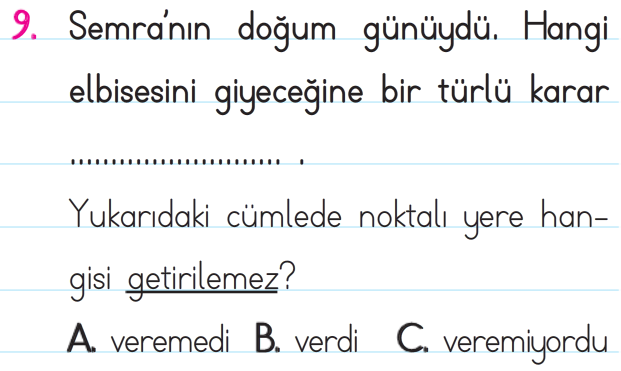 9. Semra'nın doğum günüydü. Hangi
elbisesini giyeceğine bir türlü karar
........................... .
Yukarıdaki cümlede noktalı yere han-
gisi getirilemez?
A. veremedi B. verdi C. veremiyordu